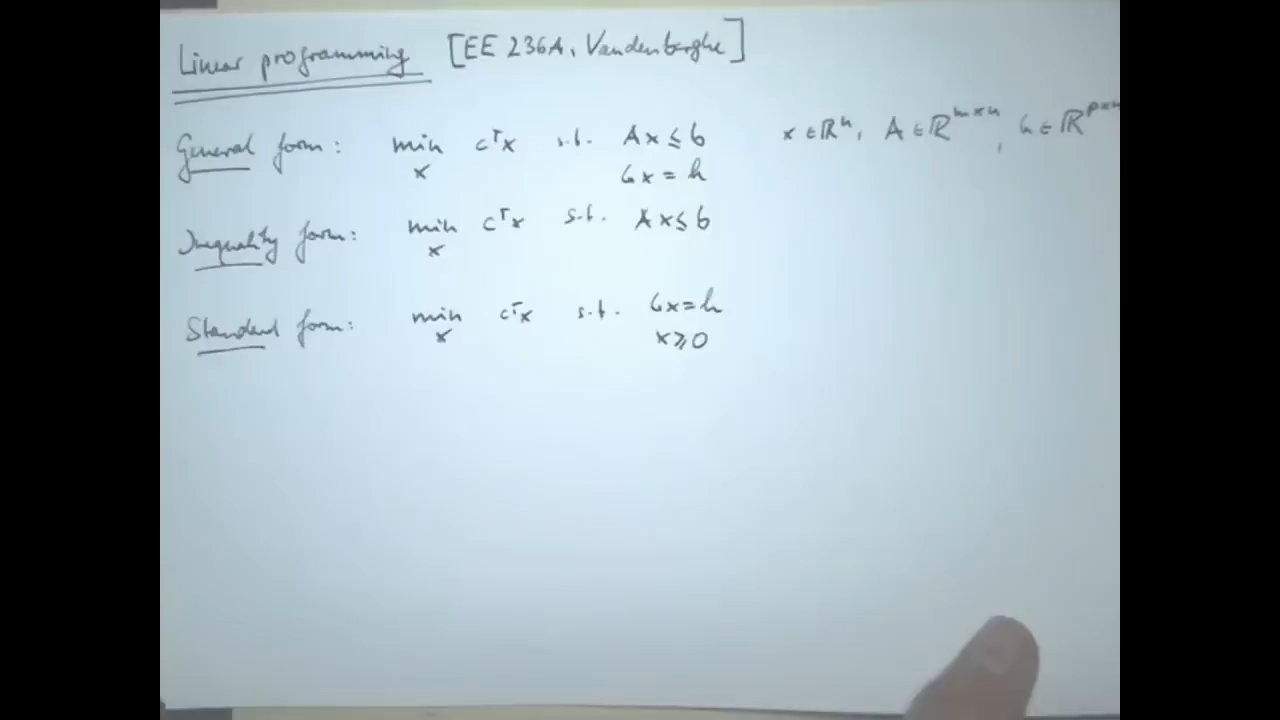 Linear programming [EE 236A, Vandenberghe]
General form: min c^T x s.t. Ax ≤ b x ∈ ℝ^n, A ∈ ℝ^{m×n}, G ∈ ℝ^{p×n}
x Gx = h
Inequality form: min c^T x s.t. Ax ≤ b
x
Standard form: min c^T x s.t. Gx = h
x x ≥ 0